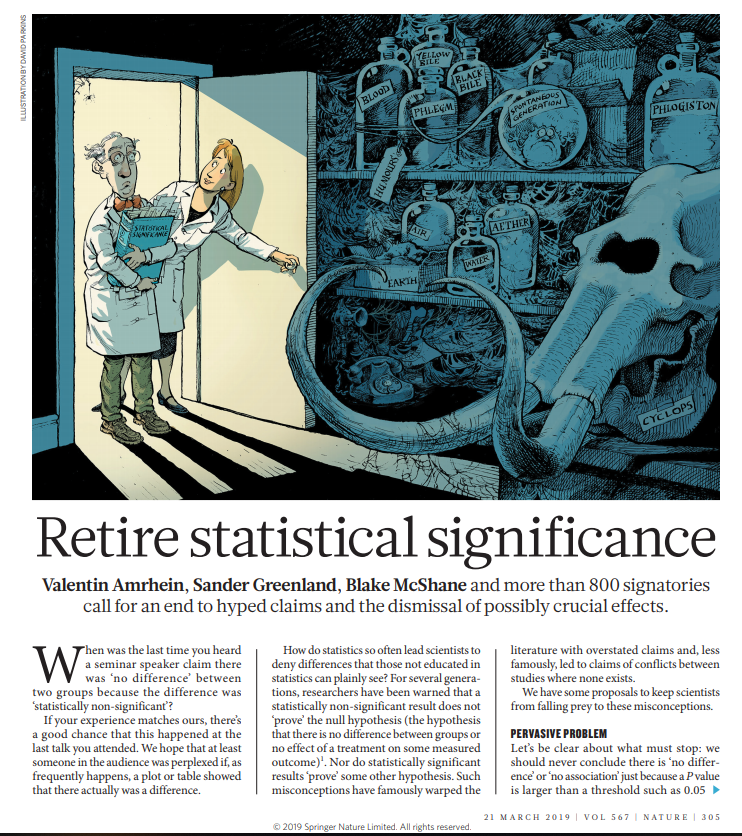 ILLUSTRATION BY DAVID PARKINS
BLOOD
YELLOW
BILE
BLACK
BILE
PHLEGM
SPONTANEOUS
GENERATION
PHLOGISTON
HUMOURS
STATISTICAL
SIGNIFICANCE
AIR
AETHER
WATER
EARTH
CYCLOPS
Retire statistical significance
Valentin Amrhein, Sander Greenland, Blake McShane and more than 800 signatories
call for an end to hyped claims and the dismissal of possibly crucial effects.
When was the last time you heard
a seminar speaker claim there
was ‘no difference’ between
two groups because the difference was
‘statistically non-significant’?
If your experience matches ours, there’s
a good chance that this happened at the
last talk you attended. We hope that at least
someone in the audience was perplexed if, as
frequently happens, a plot or table showed
that there actually was a difference.
How do statistics so often lead scientists to
deny differences that those not educated in
statistics can plainly see? For several genera-
tions, researchers have been warned that a
statistically non-significant result does not
‘prove’ the null hypothesis (the hypothesis
that there is no difference between groups or
no effect of a treatment on some measured
outcome)¹. Nor do statistically significant
results ‘prove’ some other hypothesis. Such
misconceptions have famously warped the
literature with overstated claims and, less
famously, led to claims of conflicts between
studies where none exists.
We have some proposals to keep scientists
from falling prey to these misconceptions.
PERVASIVE PROBLEM
Let’s be clear about what must stop: we
should never conclude there is ‘no differ-
ence’ or ‘no association’ just because a P value
is larger than a threshold such as 0.05
21 MARCH 2019 | VOL 567 | NATURE | 305
© 2019 Springer Nature Limited. All rights reserved.